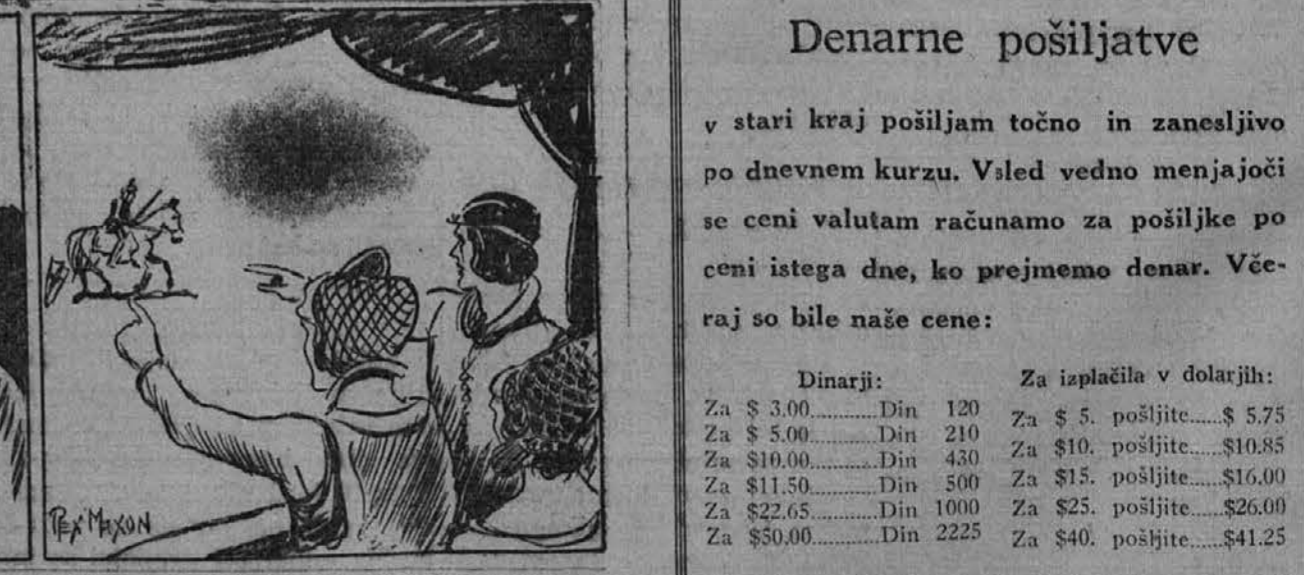 REX MAXON
Denarne pošiljatve
v stari kraj pošiljam točno in zanesljivo
po dnevnem kurzu. Vsled vedno menjajoči
se ceni valutam računamo za pošiljke po
ceni istega dne, ko prejmemo denar. Vče-
raj so bile naše cene:
Dinarji:
Za $ 3.00...........Din 120
Za $ 5.00...........Din 210
Za $10.00...........Din 430
Za $11.50...........Din 500
Za $22.65...........Din 1000
Za $50.00...........Din 2225
Za izplačila v dolarjih:
Za $ 5. pošljite......$ 5.75
Za $10. pošljite......$10.85
Za $15. pošljite......$16.00
Za $25. pošljite......$26.00
Za $40. pošljite......$41.25